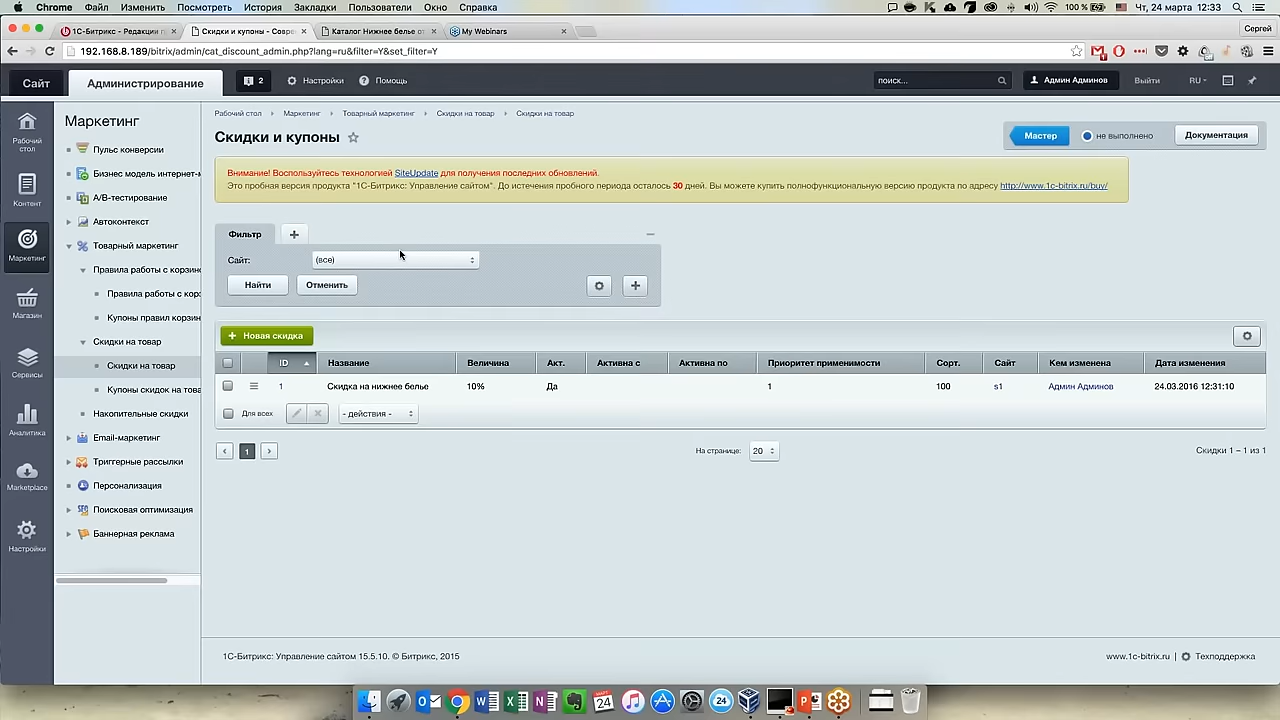 Chrome Файл Изменить Посмотреть История Закладки Пользователи Окно Справка 100 % Чт, 24 марта 12:33
1С-Битрикс - Редакции п Скидки и купоны - Совре Каталог Нижнее белье от My Webinars Сергей
192.168.8.189/bitrix/admin/cat_discount_admin.php?lang=ru&filter=Y&set_filter=Y
Сайт Администрирование 2 Настройки Помощь поиск... Админ Админов Выйти RU
Рабочий стол
Контент
Маркетинг
Магазин
Сервисы
Аналитика
Marketplace
Настройки
Маркетинг
Пульс конверсии
Бизнес модель интернет-м
A/B-тестирование
Автоконтекст
Товарный маркетинг
Правила работы с корзино
Правила работы с кор
Купоны правил корзин
Скидки на товар
Скидки на товар
Купоны скидок на това
Накопительные скидки
Email-маркетинг
Триггерные рассылки
Персонализация
Поисковая оптимизация
Баннерная реклама
Рабочий стол Маркетинг Товарный маркетинг Скидки на товар Скидки на товар
Скидки и купоны
Мастер не выполнено Документация
Внимание! Воспользуйтесь технологией SiteUpdate для получения последних обновлений.
Это пробная версия продукта "1С-Битрикс: Управление сайтом". До истечения пробного периода осталось 30 дней. Вы можете купить полнофункциональную версию продукта по адресу http://www.1c-bitrix.ru/buy/
Фильтр
Сайт: (все)
Найти Отменить
Новая скидка
ID Название Величина Акт. Активна с Активна по Приоритет применимости Сорт. Сайт Кем изменена Дата изменения
1 Скидка на нижнее белье 10% Да 1 100 s1 Админ Админов 24.03.2016 12:31:10
Для всех - действия -
1 На странице: 20 Скидки 1 – 1 из 1
1С-Битрикс: Управление сайтом 15.5.10. © Битрикс, 2015 www.1c-bitrix.ru | Техподдержка
24 24